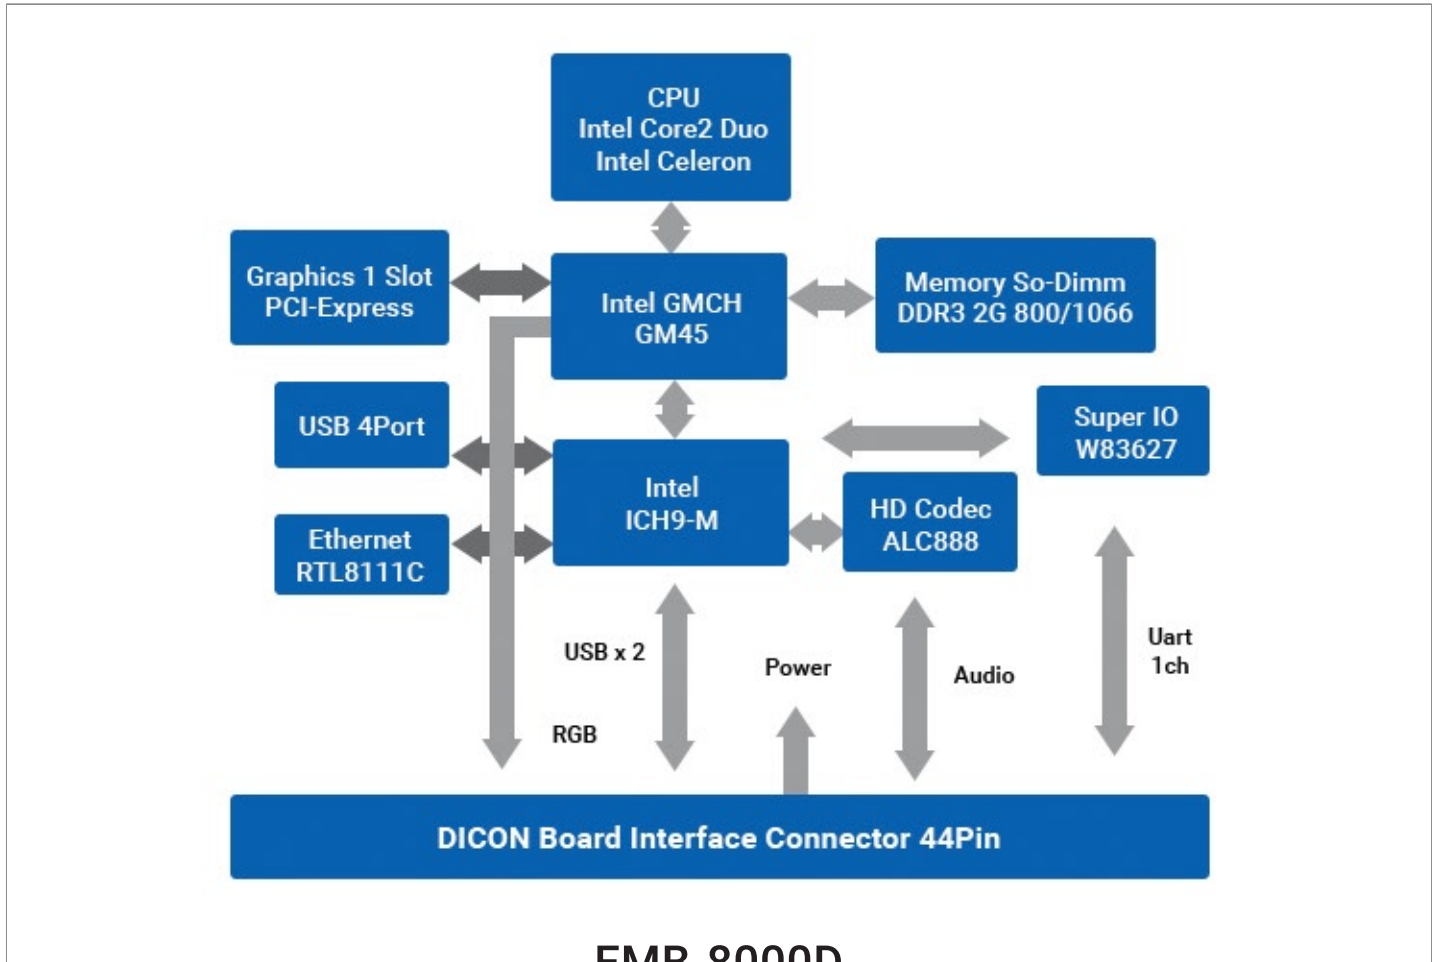 CPU
Intel Core2 Duo
Intel Celeron
Graphics 1 Slot
PCI-Express
Intel GMCH
GM45
Memory So-Dimm
DDR3 2G 800/1066
USB 4Port
Super IO
W83627
Intel
ICH9-M
HD Codec
ALC888
Ethernet
RTL8111C
USB x 2
Power
Audio
Uart
1ch
RGB
DICON Board Interface Connector 44Pin
EMB-8000D